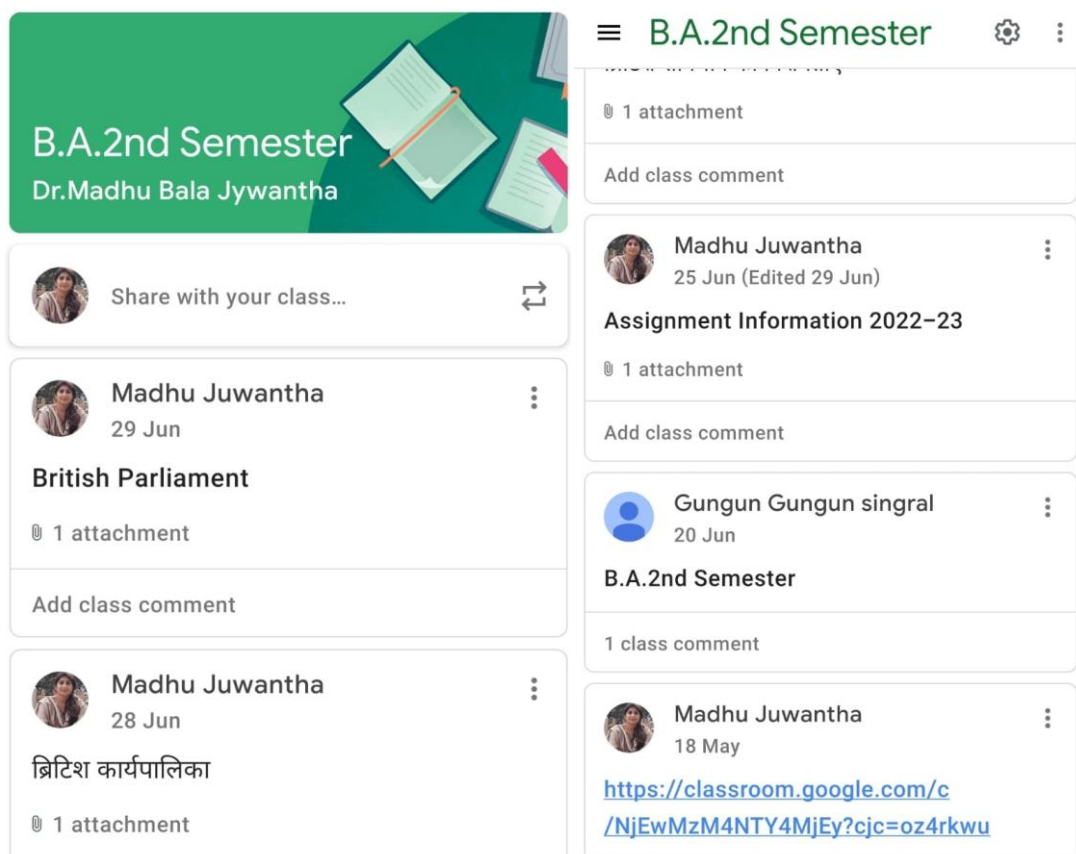 B.A.2nd Semester
Dr.Madhu Bala Jywantha
Share with your class...
Madhu Juwantha
29 Jun
British Parliament
1 attachment
Add class comment
Madhu Juwantha
28 Jun
ब्रिटिश कार्यपालिका
1 attachment
B.A.2nd Semester
1 attachment
Add class comment
Madhu Juwantha
25 Jun (Edited 29 Jun)
Assignment Information 2022–23
1 attachment
Add class comment
Gungun Gungun singral
20 Jun
B.A.2nd Semester
1 class comment
Madhu Juwantha
18 May
https://classroom.google.com/c
/NjEwMzM4NTY4MjEy?cjc=oz4rkwu